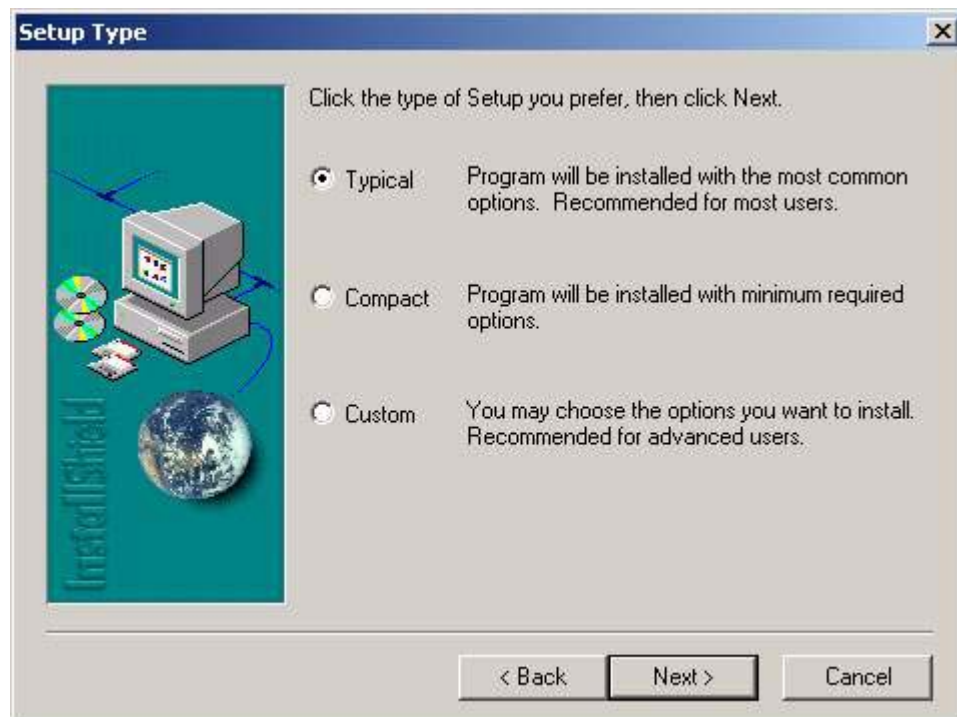 Setup Type
Click the type of Setup you prefer, then click Next.
Typical
Program will be installed with the most common
options. Recommended for most users.
Compact
Program will be installed with minimum required
options.
Custom
You may choose the options you want to install.
Recommended for advanced users.
InstallShield
< Back
Next >
Cancel